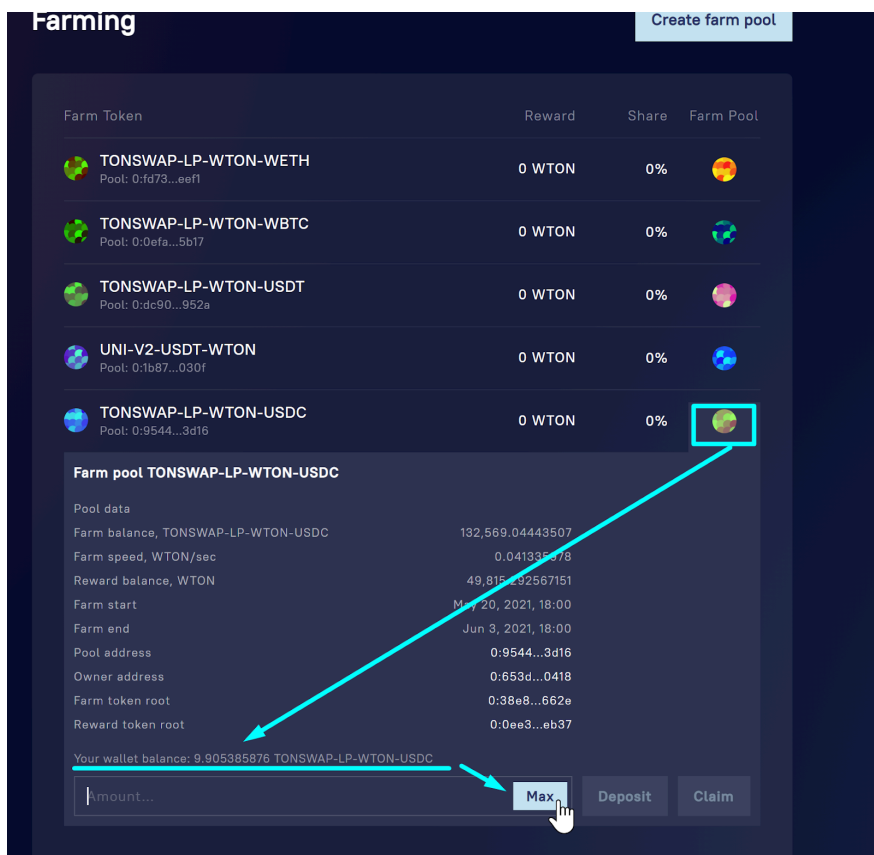 Farming
Create farm pool
Farm Token Reward Share Farm Pool
TONSWAP-LP-WTON-WETH
Pool: 0:fd73...eef1
0 WTON 0%
TONSWAP-LP-WTON-WBTC
Pool: 0:0efa...5b17
0 WTON 0%
TONSWAP-LP-WTON-USDT
Pool: 0:dc90...952a
0 WTON 0%
UNI-V2-USDT-WTON
Pool: 0:1b87...030f
0 WTON 0%
TONSWAP-LP-WTON-USDC
Pool: 0:9544...3d16
0 WTON 0%
Farm pool TONSWAP-LP-WTON-USDC
Pool data
Farm balance, TONSWAP-LP-WTON-USDC 132,569.04443507
Farm speed, WTON/sec
Reward balance, WTON
Farm start May 20, 2021, 18:00
Farm end Jun 3, 2021, 18:00
Pool address 0:9544...3d16
Owner address 0:653d...0418
Farm token root 0:38e8...662e
Reward token root 0:0ee3...eb37
Your wallet balance: 9.905385876 TONSWAP-LP-WTON-USDC
Amount... Max Deposit Claim